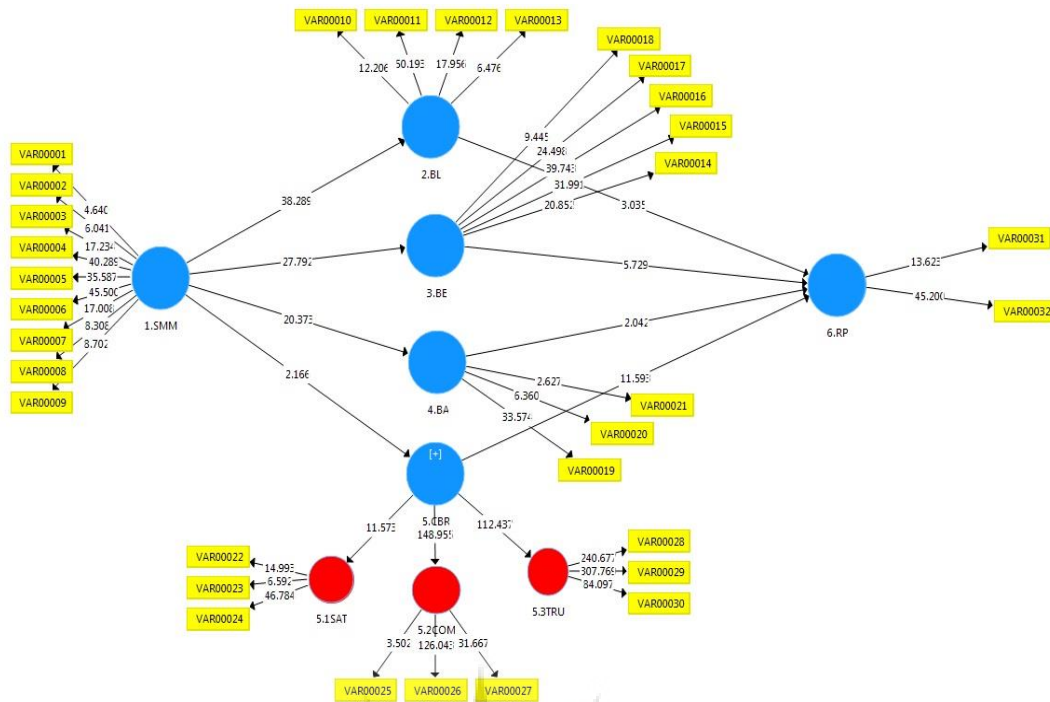 VAR00010
VAR00011
VAR00012
VAR00013
12.206
60.193
17.956
6.476
2.BL
VAR00018
VAR00017
VAR00016
VAR00015
VAR00014
9.445
24.498
39.743
31.991
20.852
3.BE
VAR00001
VAR00002
VAR00003
VAR00004
VAR00005
VAR00006
VAR00007
VAR00008
VAR00009
4.640
6.041
17.234
40.289
35.587
45.500
17.008
8.308
8.702
1.SMM
38.289
27.792
20.373
2.166
3.035
5.729
2.042
11.593
6.RP
13.623
45.200
VAR00031
VAR00032
4.BA
2.627
6.360
33.574
VAR00021
VAR00020
VAR00019
[+]
5.CBR
11.573
148.955
112.437
VAR00022
VAR00023
VAR00024
14.993
6.592
46.784
5.1SAT
5.2COM
3.502
126.043
31.667
VAR00025
VAR00026
VAR00027
5.3TRU
240.677
307.769
84.097
VAR00028
VAR00029
VAR00030